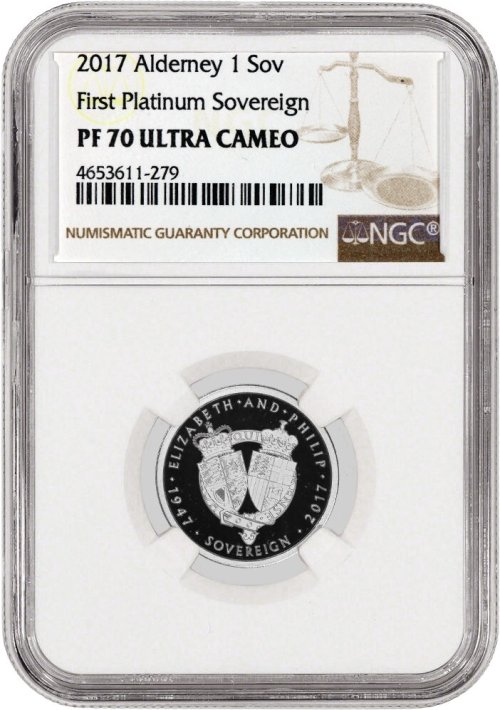 2017 Alderney 1 Sov
First Platinum Sovereign
PF 70 ULTRA CAMEO
4653611-279
NUMISMATIC GUARANTY CORPORATION
NGC®
· ELIZABETH · AND · PHILIP ·
1947 · SOVEREIGN · 2017